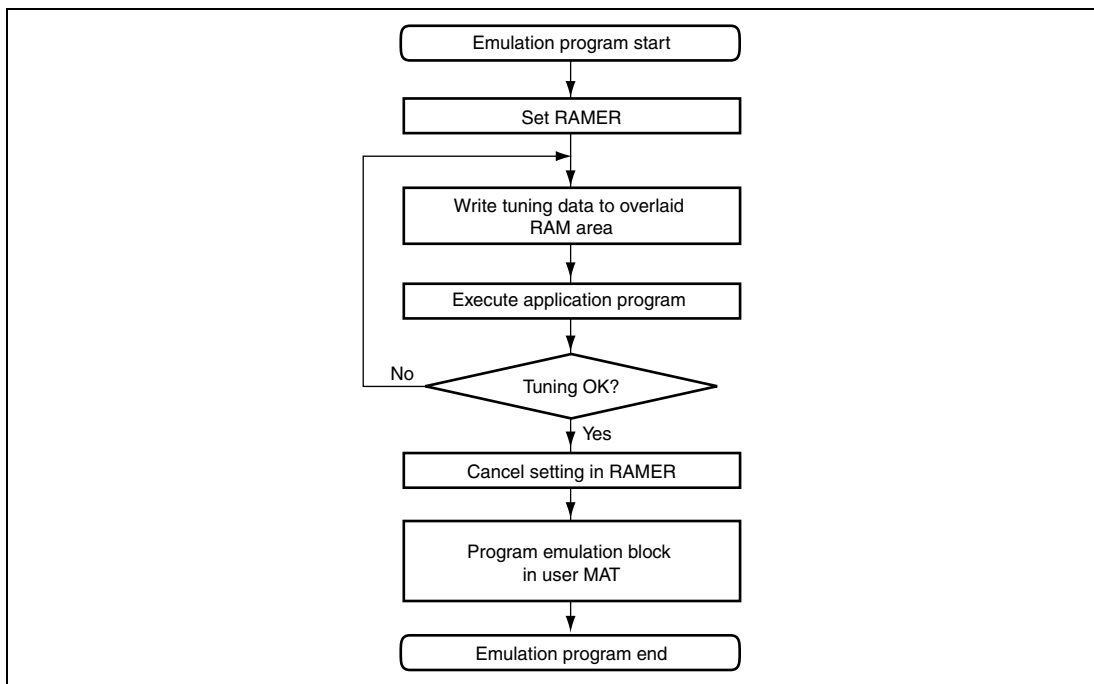 Emulation program start
Set RAMER
Write tuning data to overlaid
RAM area
Execute application program
No
Tuning OK?
Yes
Cancel setting in RAMER
Program emulation block
in user MAT
Emulation program end